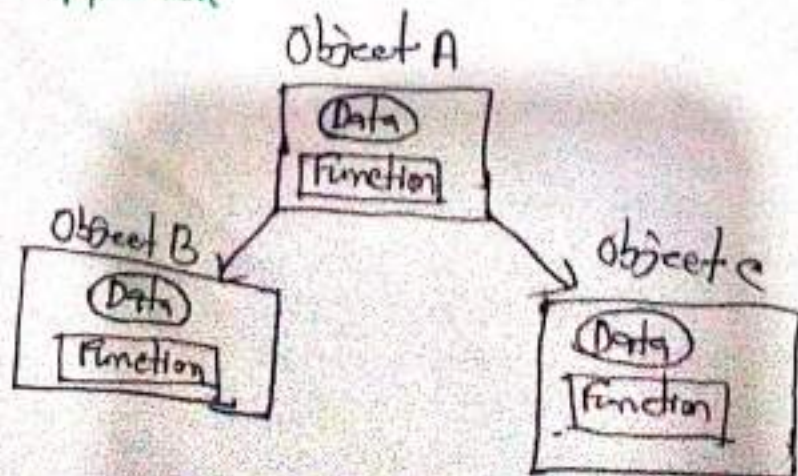 Object A
Data
Function
Object B
Data
Function
Object C
Data
Function